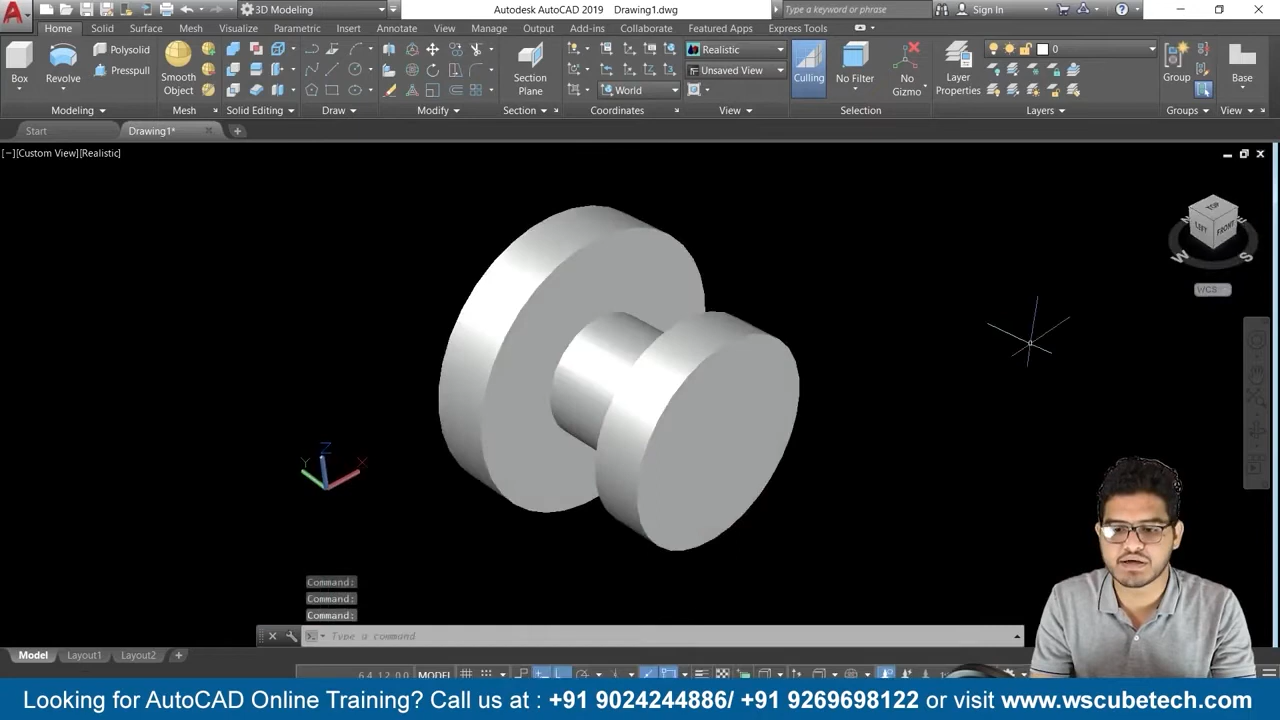 3D Modeling
Autodesk AutoCAD 2019 Drawing1.dwg
Type a keyword or phrase
Sign In
Home Solid Surface Mesh Visualize Parametric Insert Annotate View Manage Output Add-ins Collaborate Featured Apps Express Tools
Box
Revolve
Polysolid
Presspull
Smooth
Object
Section
Plane
World
Realistic
Unsaved View
Culling
No Filter
No
Gizmo
Layer
Properties
0
Group
Base
Modeling Mesh Solid Editing Draw Modify Section Coordinates View Selection Layers Groups View
Start
Drawing1*
[−][Custom View][Realistic]
TOP
LEFT
FRONT
W
S
WCS
Z
Y
X
Command:
Command:
Command:
Type a command
Model Layout1 Layout2
MODEL
Looking for AutoCAD Online Training? Call us at : +91 9024244886/ +91 9269698122 or visit www.wscubetech.com